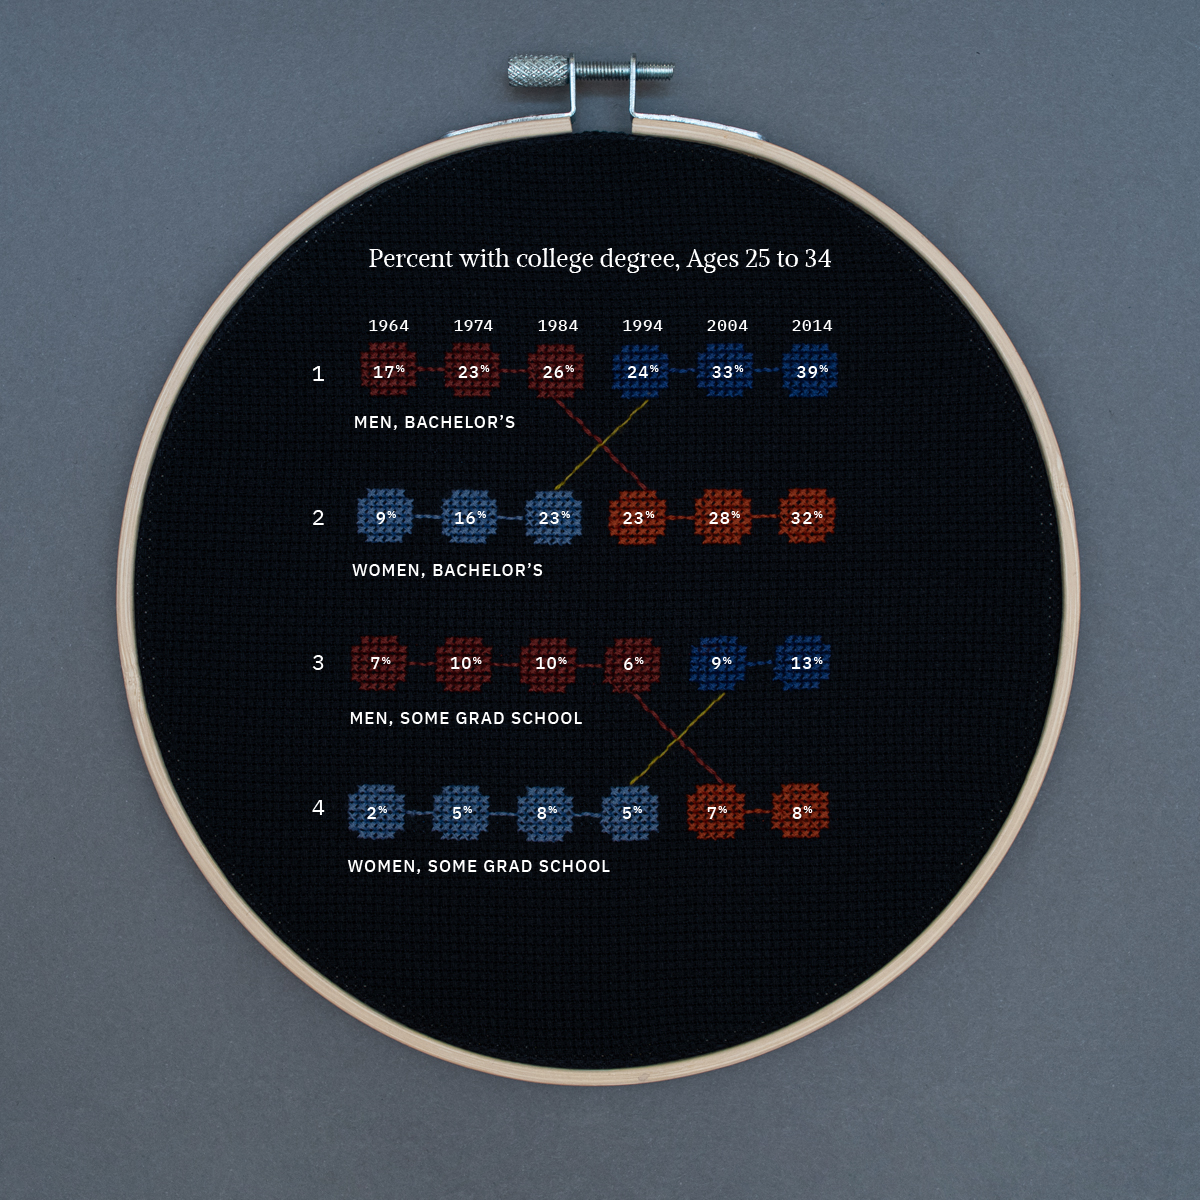 Percent with college degree, Ages 25 to 34
1964 1974 1984 1994 2004 2014
1 17% 23% 26% 24% 33% 39%
MEN, BACHELOR’S
2 9% 16% 23% 23% 28% 32%
WOMEN, BACHELOR’S
3 7% 10% 10% 6% 9% 13%
MEN, SOME GRAD SCHOOL
4 2% 5% 8% 5% 7% 8%
WOMEN, SOME GRAD SCHOOL